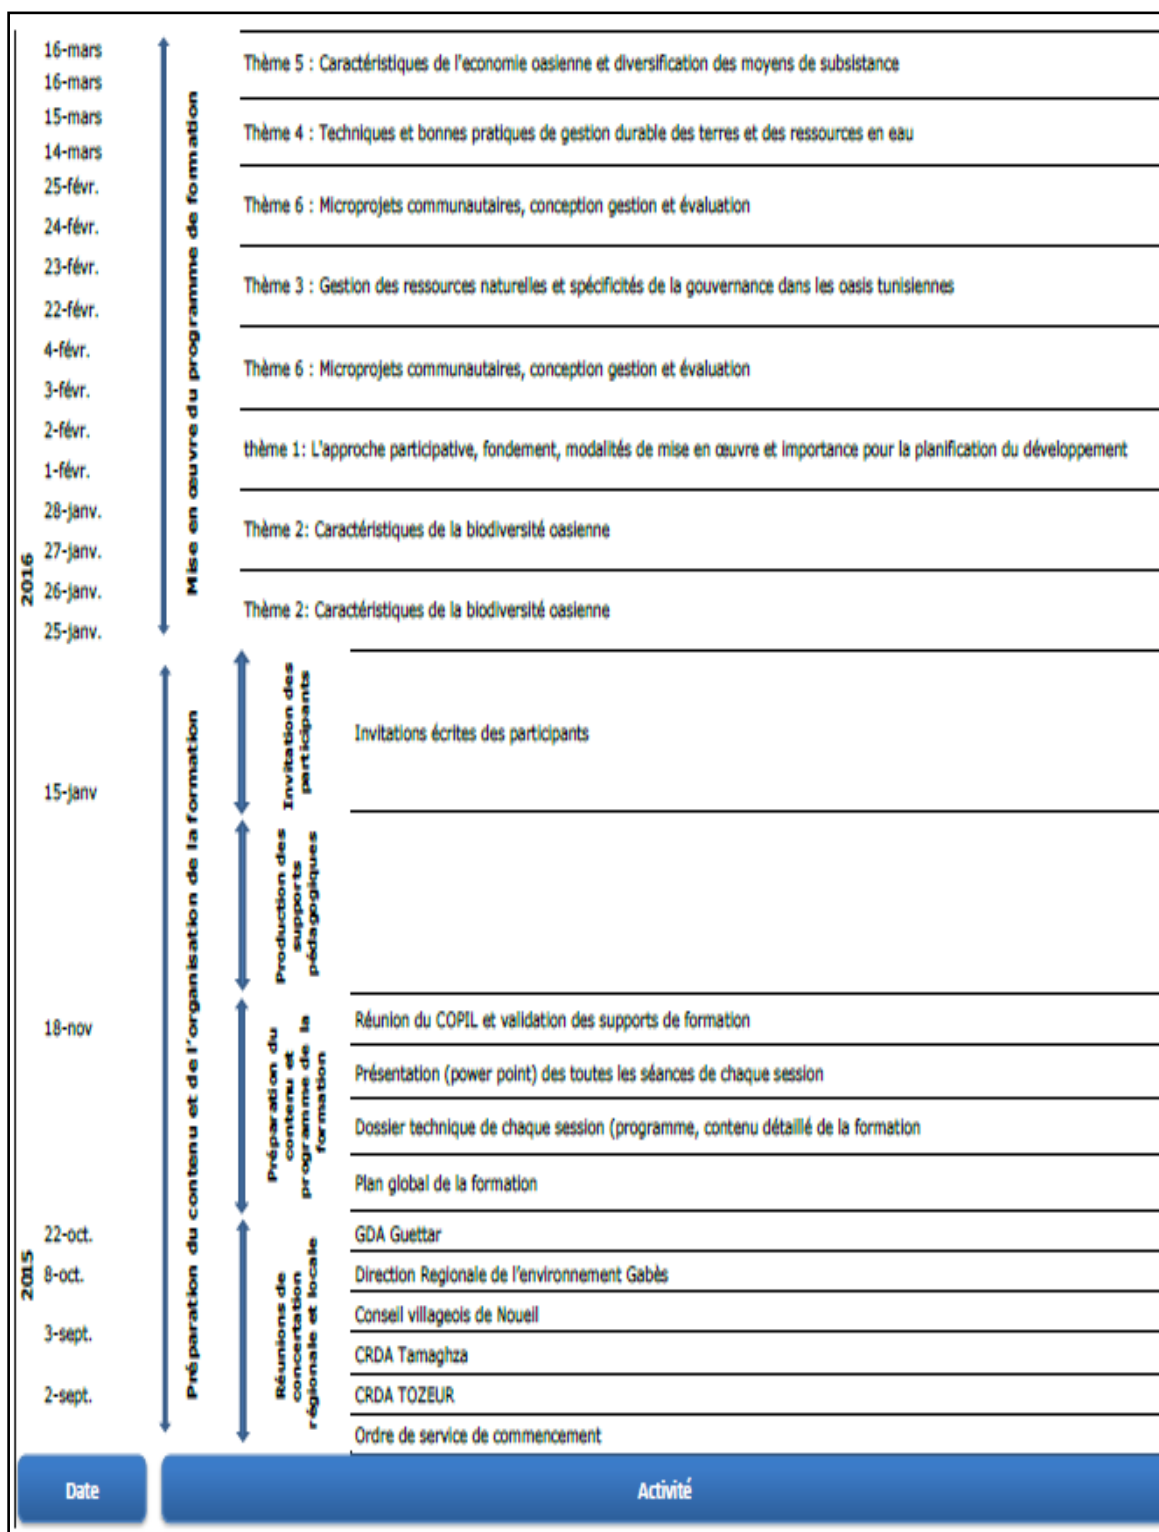 16-mars
16-mars
Thème 5 : Caractéristiques de l'economie oasienne et diversification des moyens de subsistance
15-mars
14-mars
Thème 4 : Techniques et bonnes pratiques de gestion durable des terres et des ressources en eau
25-févr.
24-févr.
Thème 6 : Microprojets communautaires, conception gestion et évaluation
23-févr.
22-févr.
Thème 3 : Gestion des ressources naturelles et spécificités de la gouvernance dans les oasis tunisiennes
4-févr.
3-févr.
Thème 6 : Microprojets communautaires, conception gestion et évaluation
2-févr.
1-févr.
thème 1: L'approche participative, fondement, modalités de mise en œuvre et importance pour la planification du développement
28-janv.
27-janv.
Thème 2: Caractéristiques de la biodiversité oasienne
26-janv.
25-janv.
Thème 2: Caractéristiques de la biodiversité oasienne
2016
Mise en œuvre du programme de formation
Préparation du contenu et de l'organisation de la formation
Invitation des
participants
Invitations écrites des participants
15-janv
Production des
supports
pédagogiques
Préparation du
contenu et
programme de la
formation
18-nov
Réunion du COPIL et validation des supports de formation
Présentation (power point) des toutes les séances de chaque session
Dossier technique de chaque session (programme, contenu détaillé de la formation
Plan global de la formation
2015
Réunions de
concertation
régionale et locale
22-oct.
GDA Guettar
8-oct.
Direction Regionale de l'environnement Gabès
Conseil villageois de Noueil
3-sept.
CRDA Tamaghza
2-sept.
CRDA TOZEUR
Ordre de service de commencement
Date
Activité